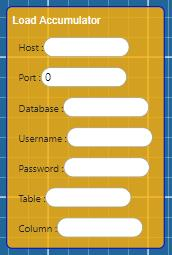 Load Accumulator
Host :
Port : 0
Database :
Username :
Password :
Table :
Column :